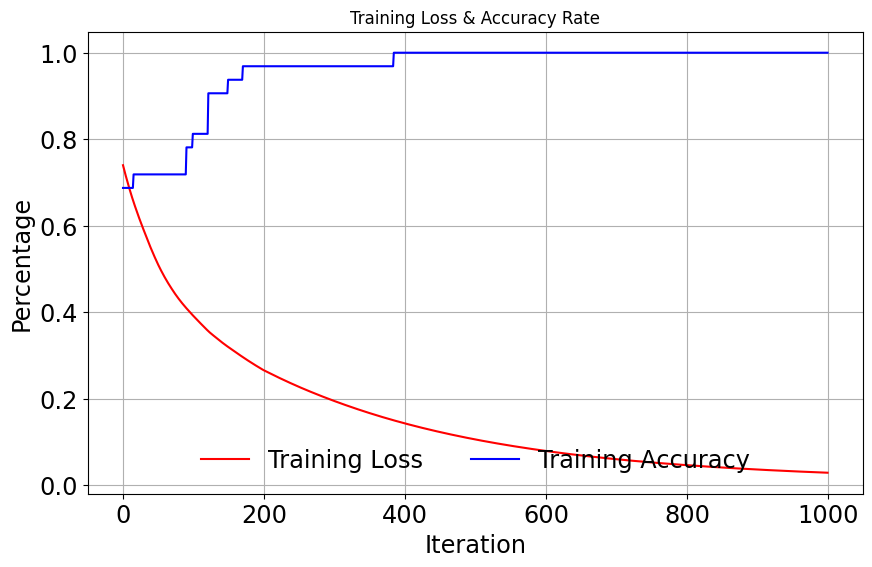 Training Loss & Accuracy Rate
1.0
0.8
0.6
0.4
0.2
0.0
Percentage
Training Loss
Training Accuracy
0 200 400 600 800 1000
Iteration